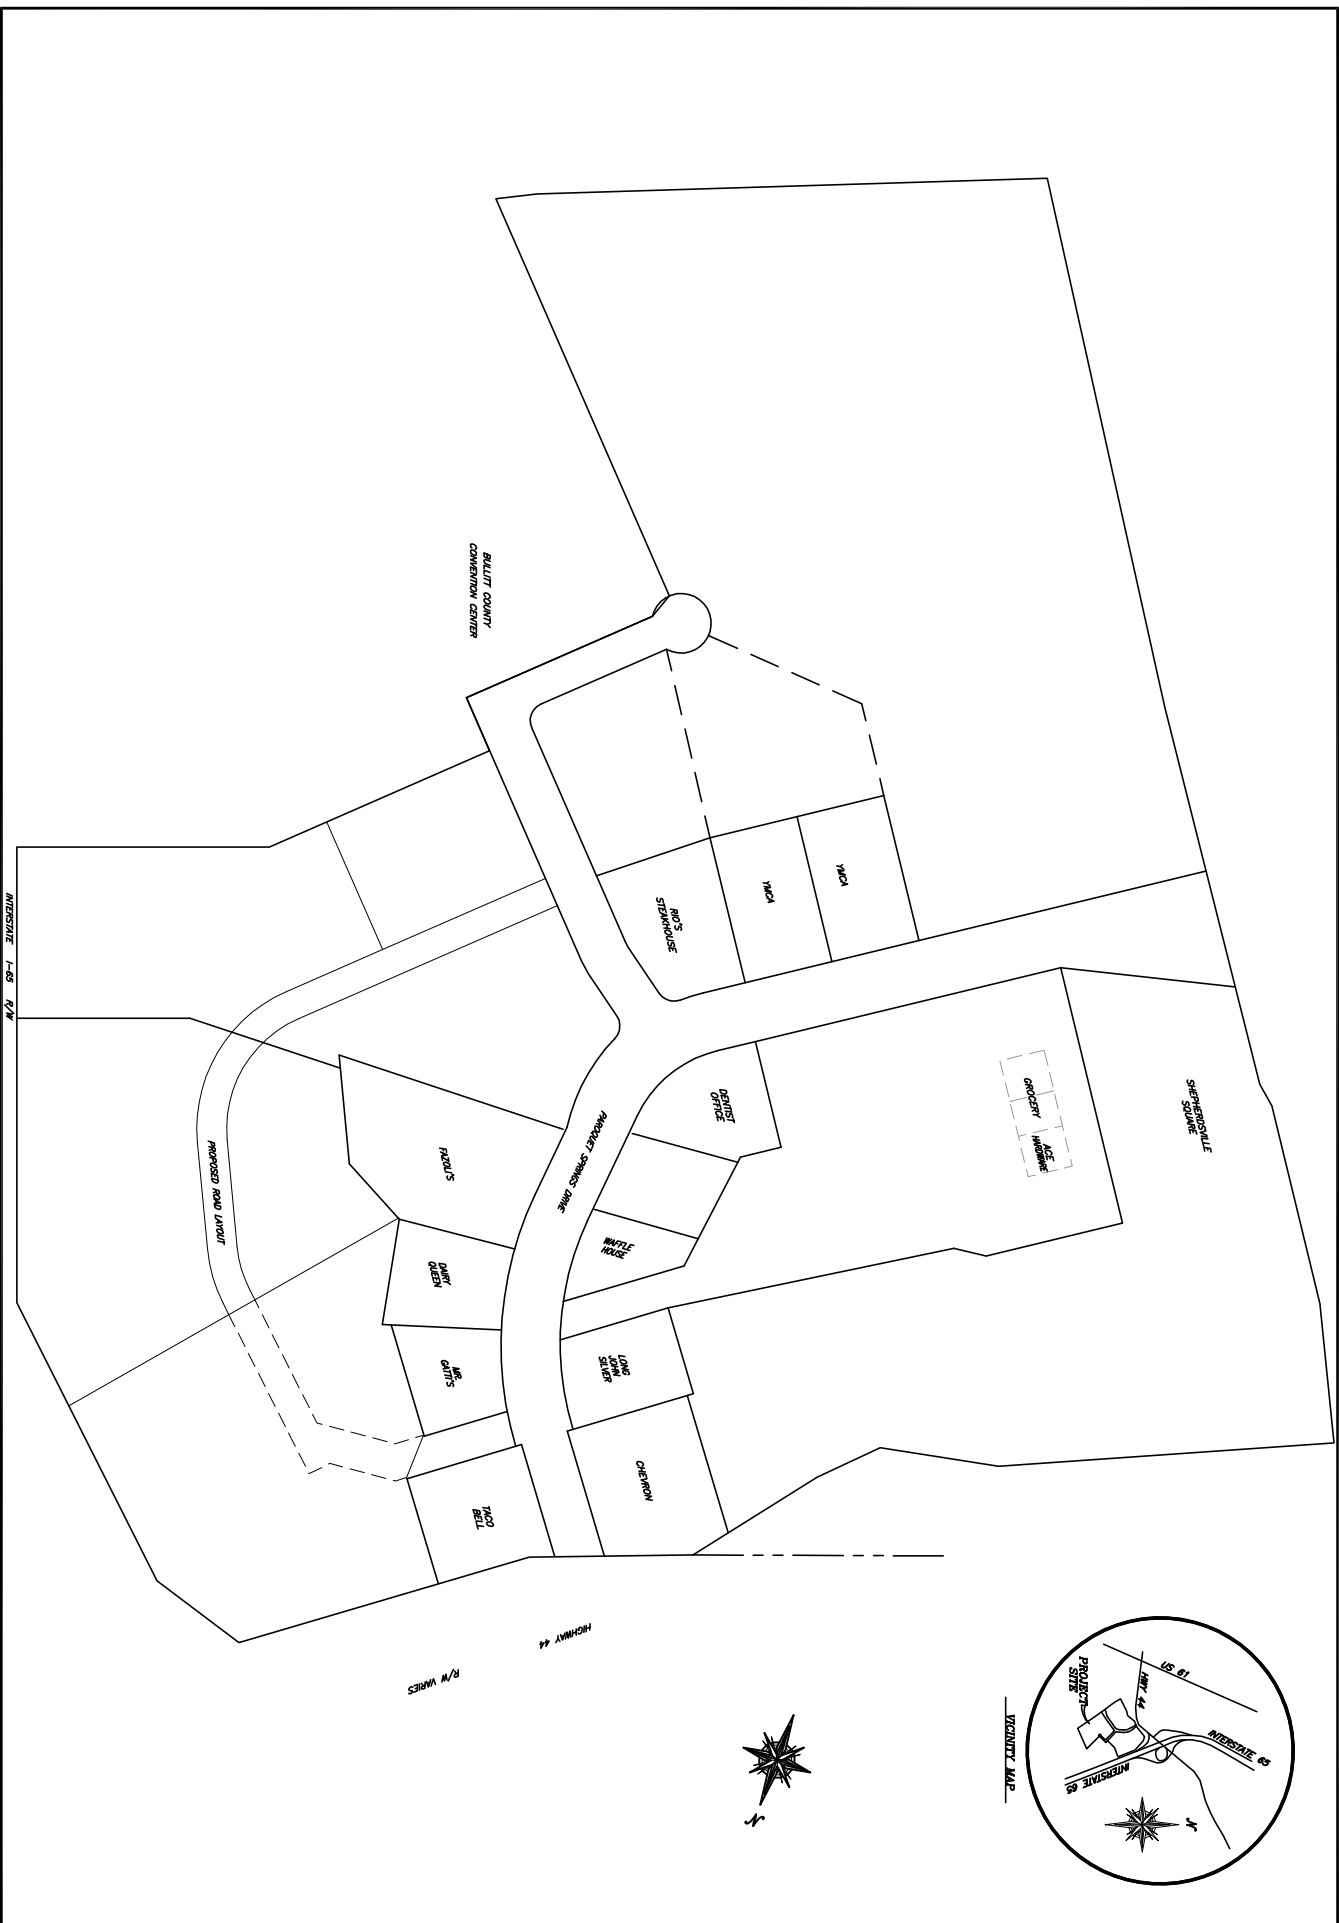 BULLITT COUNTY
CONVENTION CENTER
INTERSTATE I-65 R/W
RIO'S
STEAKHOUSE
YMCA
YMCA
DENTIST
OFFICE
GROCERY
ACE
HARDWARE
SHEPHERDSVILLE
SQUARE
PAROQUET SPRINGS DRIVE
PROPOSED ROAD LAYOUT
FAZOLI'S
WAFFLE
HOUSE
DAIRY
QUEEN
MR.
GATTI'S
LONG
JOHN
SILVER
CHEVRON
TACO
BELL
HIGHWAY 44
R/W VARIES
N
US 61
HWY 44
PROJECT
SITE
INTERSTATE 65
INTERSTATE 65
N
VICINITY MAP